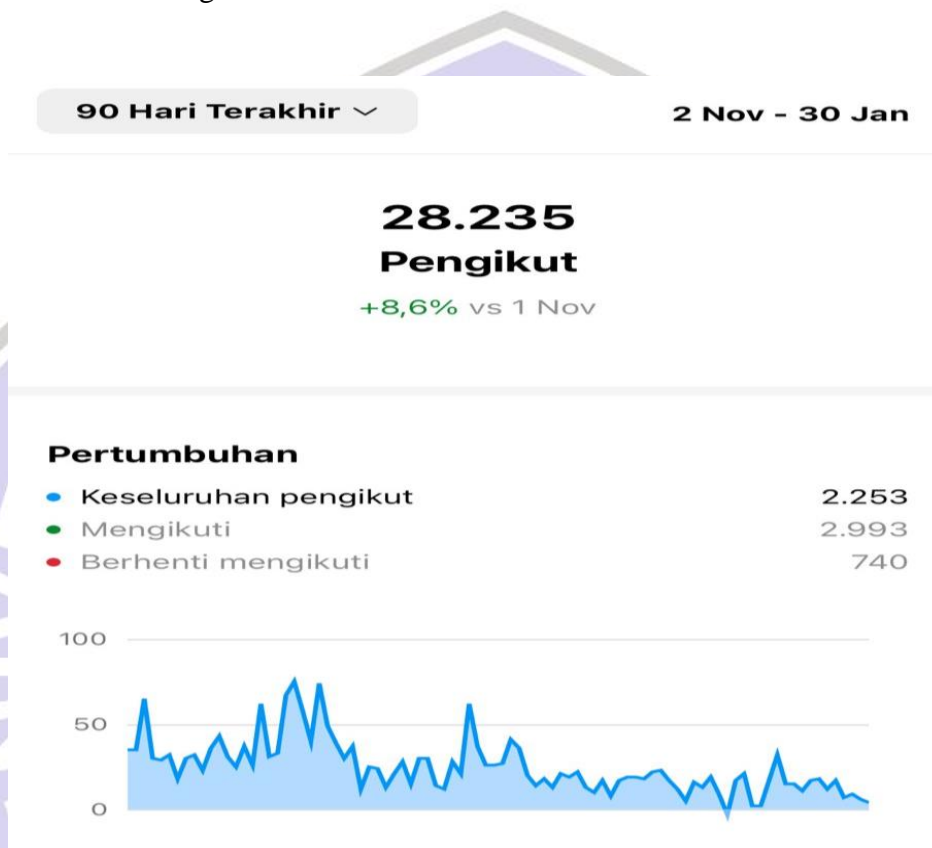 90 Hari Terakhir
2 Nov - 30 Jan
28.235
Pengikut
+8,6% vs 1 Nov
Pertumbuhan
Keseluruhan pengikut 2.253
Mengikuti 2.993
Berhenti mengikuti 740
100
50
0